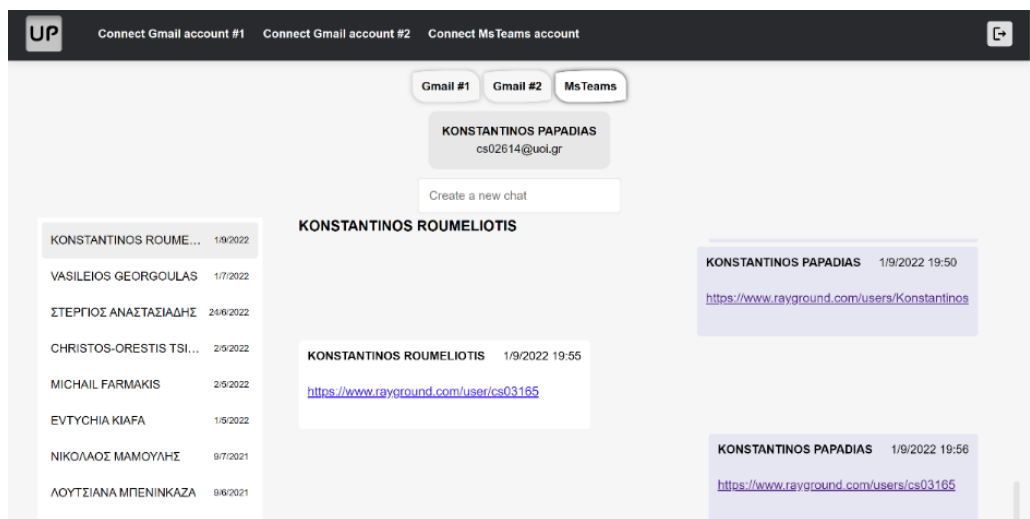 UP Connect Gmail account #1 Connect Gmail account #2 Connect MsTeams account
Gmail #1 Gmail #2 MsTeams
KONSTANTINOS PAPADIAS
cs02614@uoi.gr
Create a new chat
KONSTANTINOS ROUME... 1/9/2022
VASILEIOS GEORGOULAS 1/7/2022
ΣΤΕΡΓΙΟΣ ΑΝΑΣΤΑΣΙΑΔΗΣ 24/6/2022
CHRISTOS-ORESTIS TSI... 2/5/2022
MICHAIL FARMAKIS 2/5/2022
EVTYCHIA KIAFA 1/5/2022
ΝΙΚΟΛΑΟΣ ΜΑΜΟΥΛΗΣ 9/7/2021
ΛΟΥΤΣΙΑΝΑ ΜΠΕΝΙΝΚΑΖΑ 9/6/2021
KONSTANTINOS ROUMELIOTIS
KONSTANTINOS PAPADIAS 1/9/2022 19:50
https://www.rayground.com/users/Konstantinos
KONSTANTINOS ROUMELIOTIS 1/9/2022 19:55
https://www.rayground.com/user/cs03165
KONSTANTINOS PAPADIAS 1/9/2022 19:56
https://www.rayground.com/users/cs03165